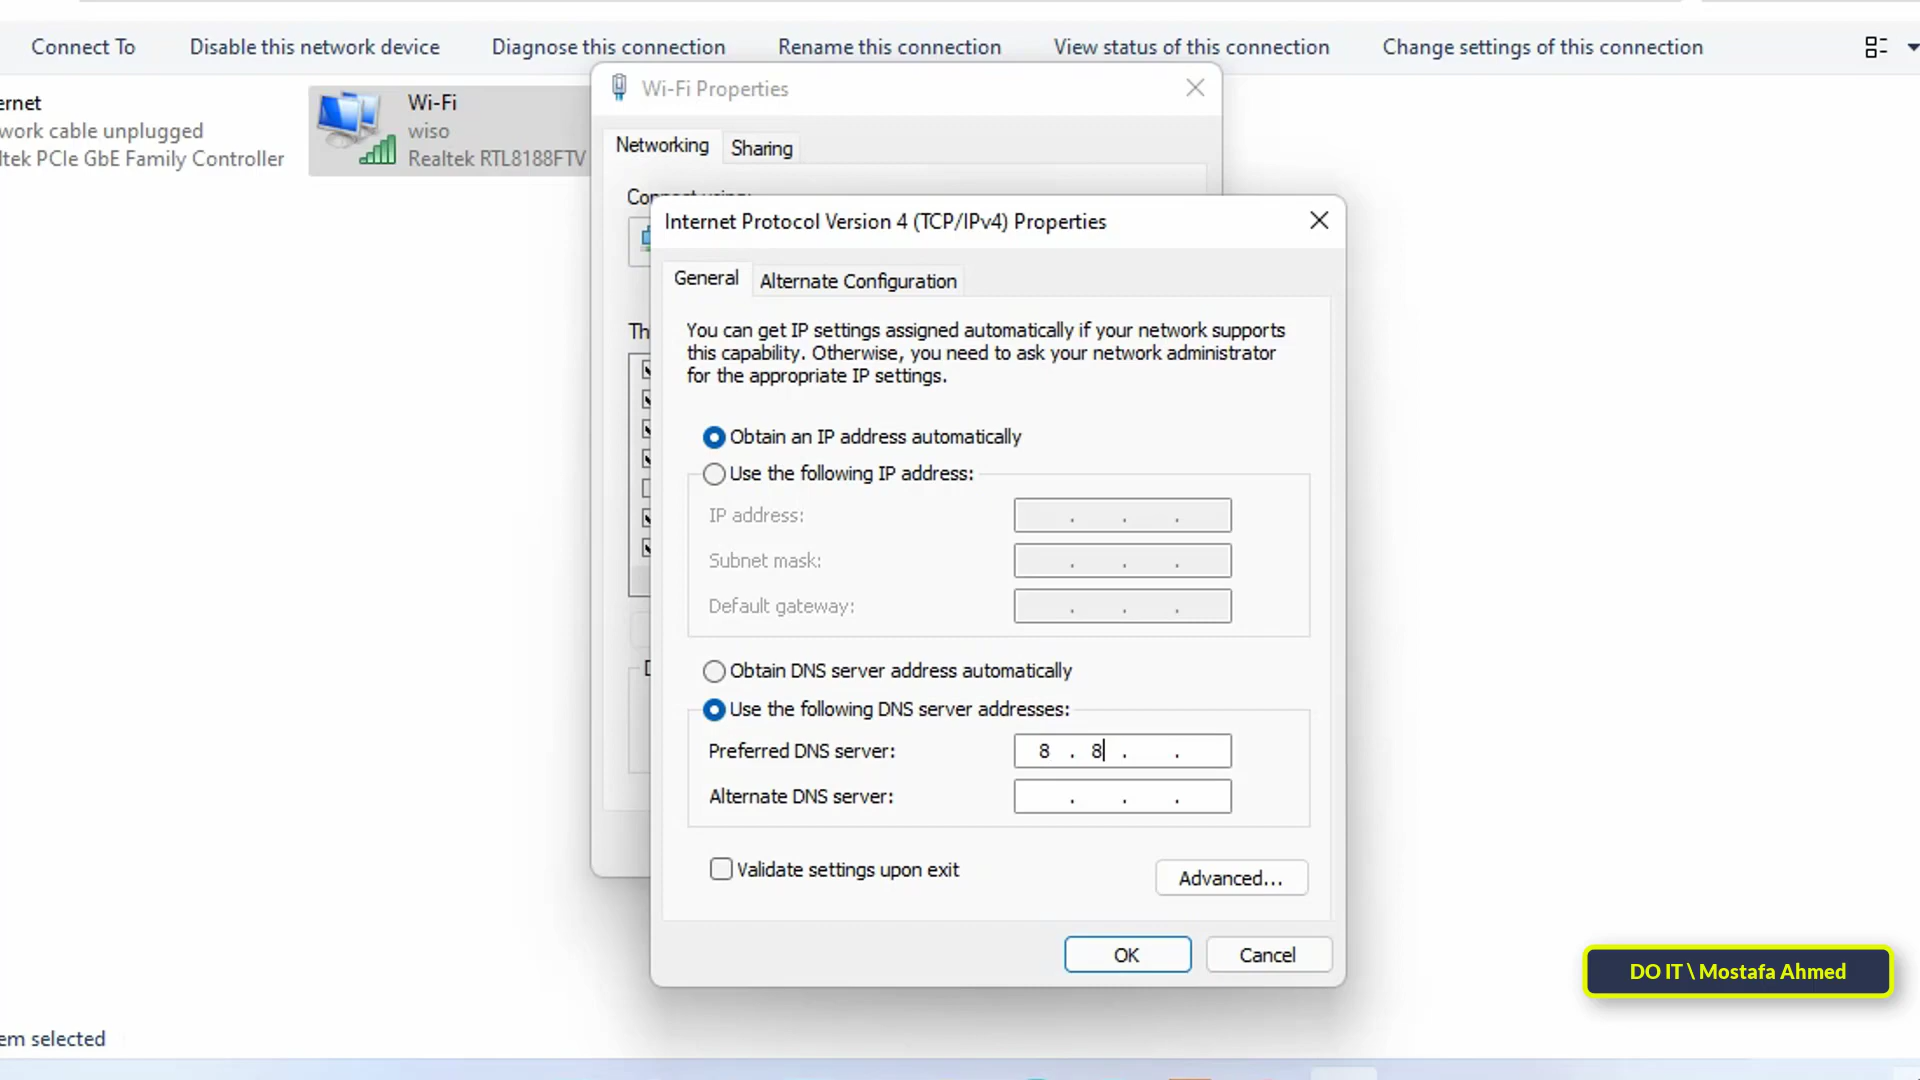 Connect To
Disable this network device
Diagnose this connection
Rename this connection
View status of this connection
Change settings of this connection
ernet
work cable unplugged
ltek PCIe GbE Family Controller
Wi-Fi
wiso
Realtek RTL8188FTV
Wi-Fi Properties
Networking
Sharing
Internet Protocol Version 4 (TCP/IPv4) Properties
General
Alternate Configuration
You can get IP settings assigned automatically if your network supports
this capability. Otherwise, you need to ask your network administrator
for the appropriate IP settings.
Obtain an IP address automatically
Use the following IP address:
IP address:
. . .
Subnet mask:
. . .
Default gateway:
. . .
Obtain DNS server address automatically
Use the following DNS server addresses:
Preferred DNS server:
8 . 8 . .
Alternate DNS server:
. . .
Validate settings upon exit
Advanced...
OK
Cancel
DO IT \ Mostafa Ahmed
em selected